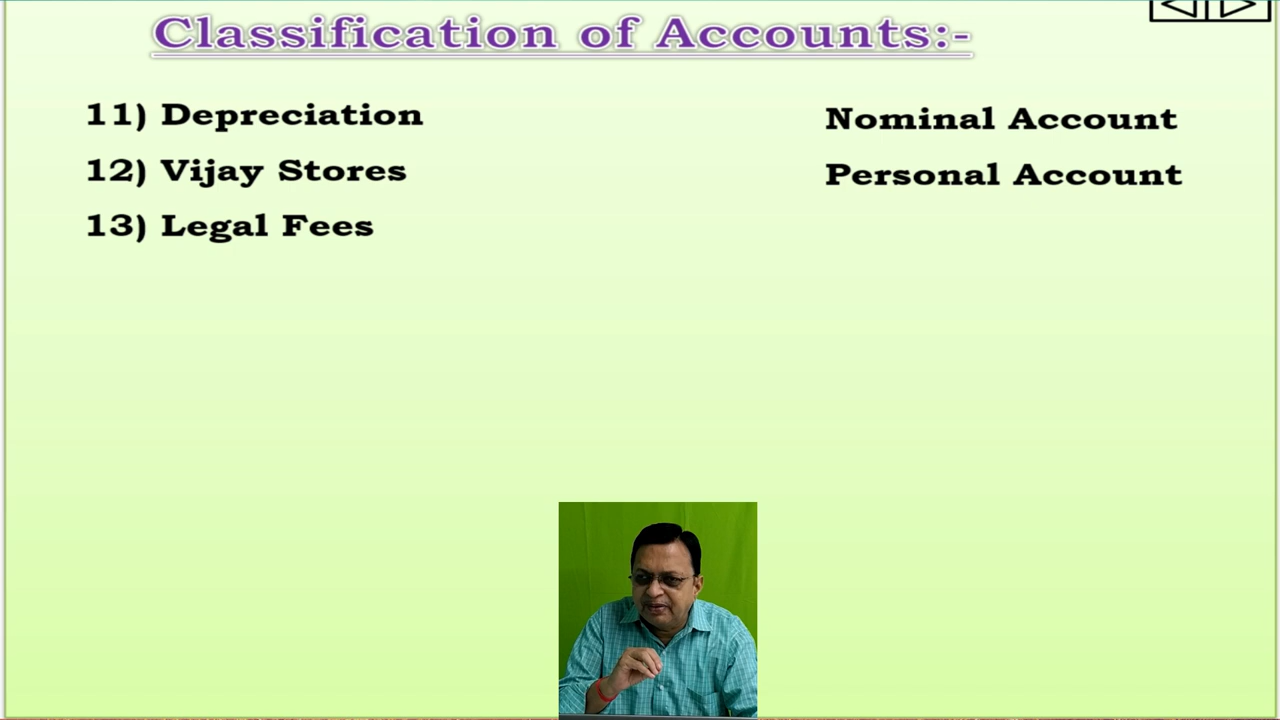 Classification of Accounts:-
11) Depreciation Nominal Account
12) Vijay Stores Personal Account
13) Legal Fees